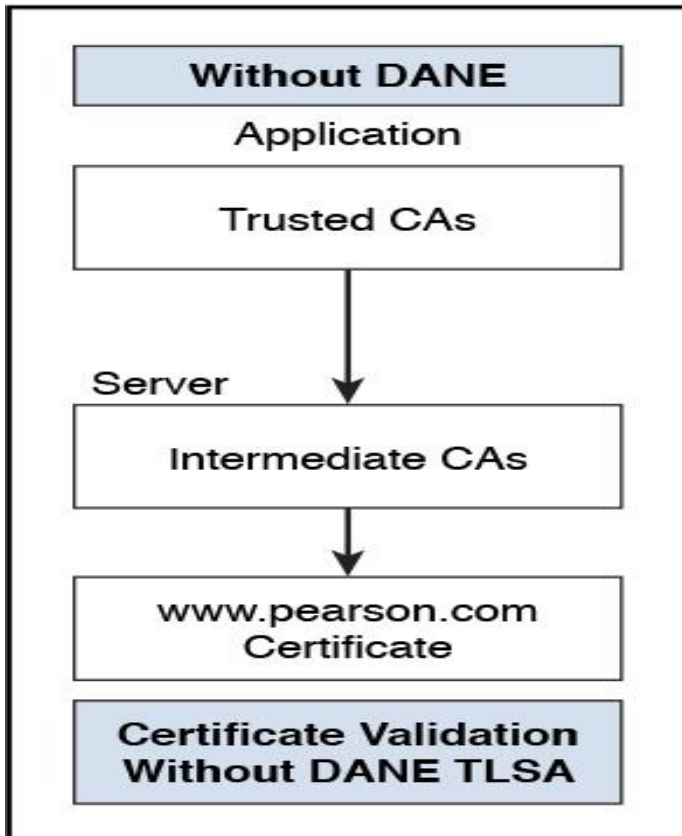 Without DANE
Application
Trusted CAs
Server
Intermediate CAs
www.pearson.com
Certificate
Certificate Validation
Without DANE TLSA